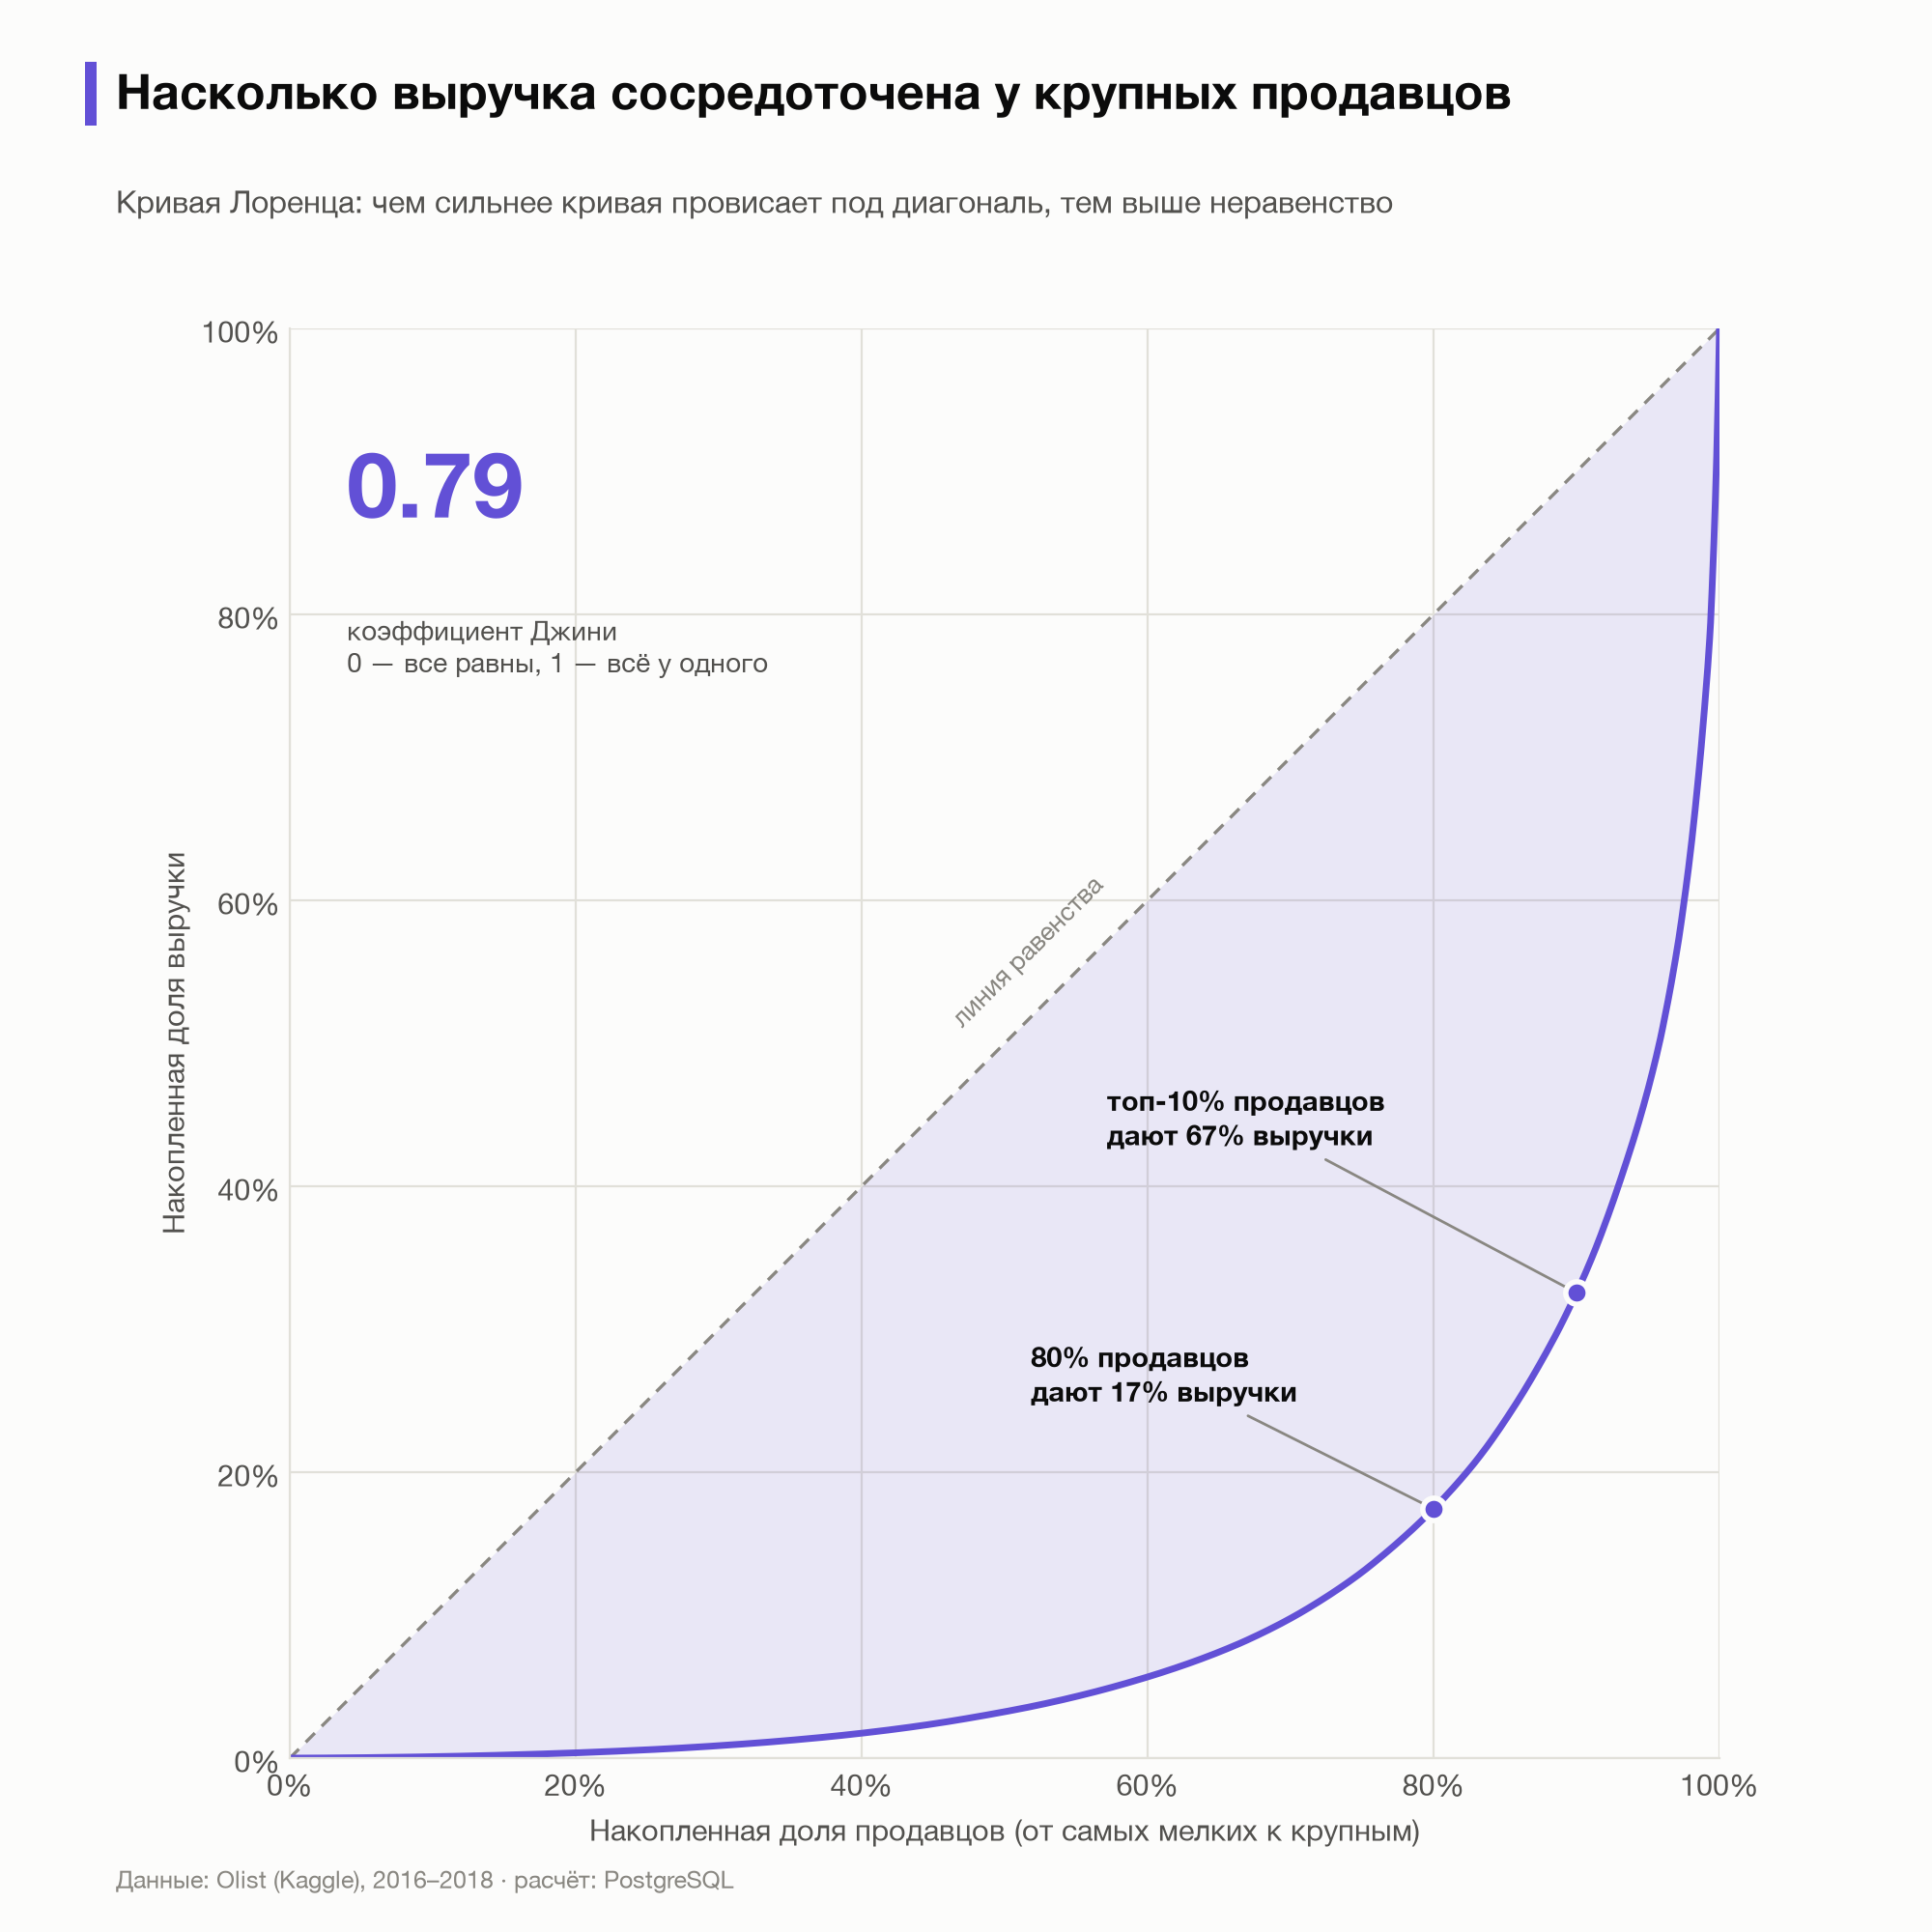 Насколько выручка сосредоточена у крупных продавцов
Кривая Лоренца: чем сильнее кривая провисает под диагональ, тем выше неравенство
100%
0.79
80%
коэффициент Джини
0 — все равны, 1 — всё у одного
Накопленная доля выручки
60%
линия равенства
топ-10% продавцов
дают 67% выручки
40%
80% продавцов
дают 17% выручки
20%
0%
0% 20% 40% 60% 80% 100%
Накопленная доля продавцов (от самых мелких к крупным)
Данные: Olist (Kaggle), 2016–2018 · расчёт: PostgreSQL